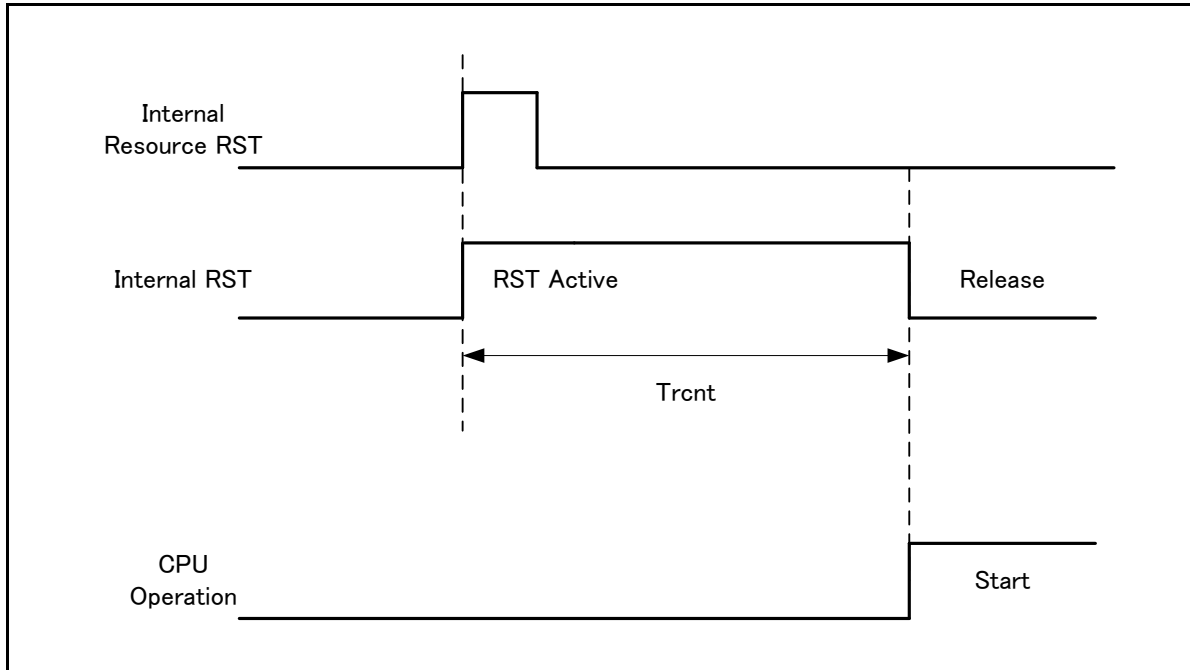 Internal
Resource RST
Internal RST
RST Active
Release
Trcnt
CPU
Operation
Start